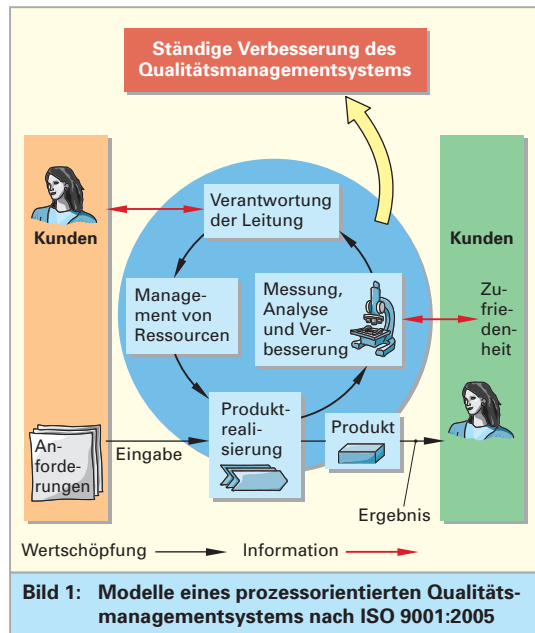 Ständige Verbesserung des
Qualitätsmanagementsystems
Kunden
Verantwortung
der Leitung
Kunden
Manage-
ment von
Ressourcen
Messung,
Analyse
und Ver-
besserung
Zu-
frie-
den-
heit
An-
forde-
rungen
Eingabe
Produkt-
reali-
sierung
Produkt
Ergebnis
Wertschöpfung
Information
Bild 1: Modelle eines prozessorientierten Qualitäts-
managementsystems nach ISO 9001:2005